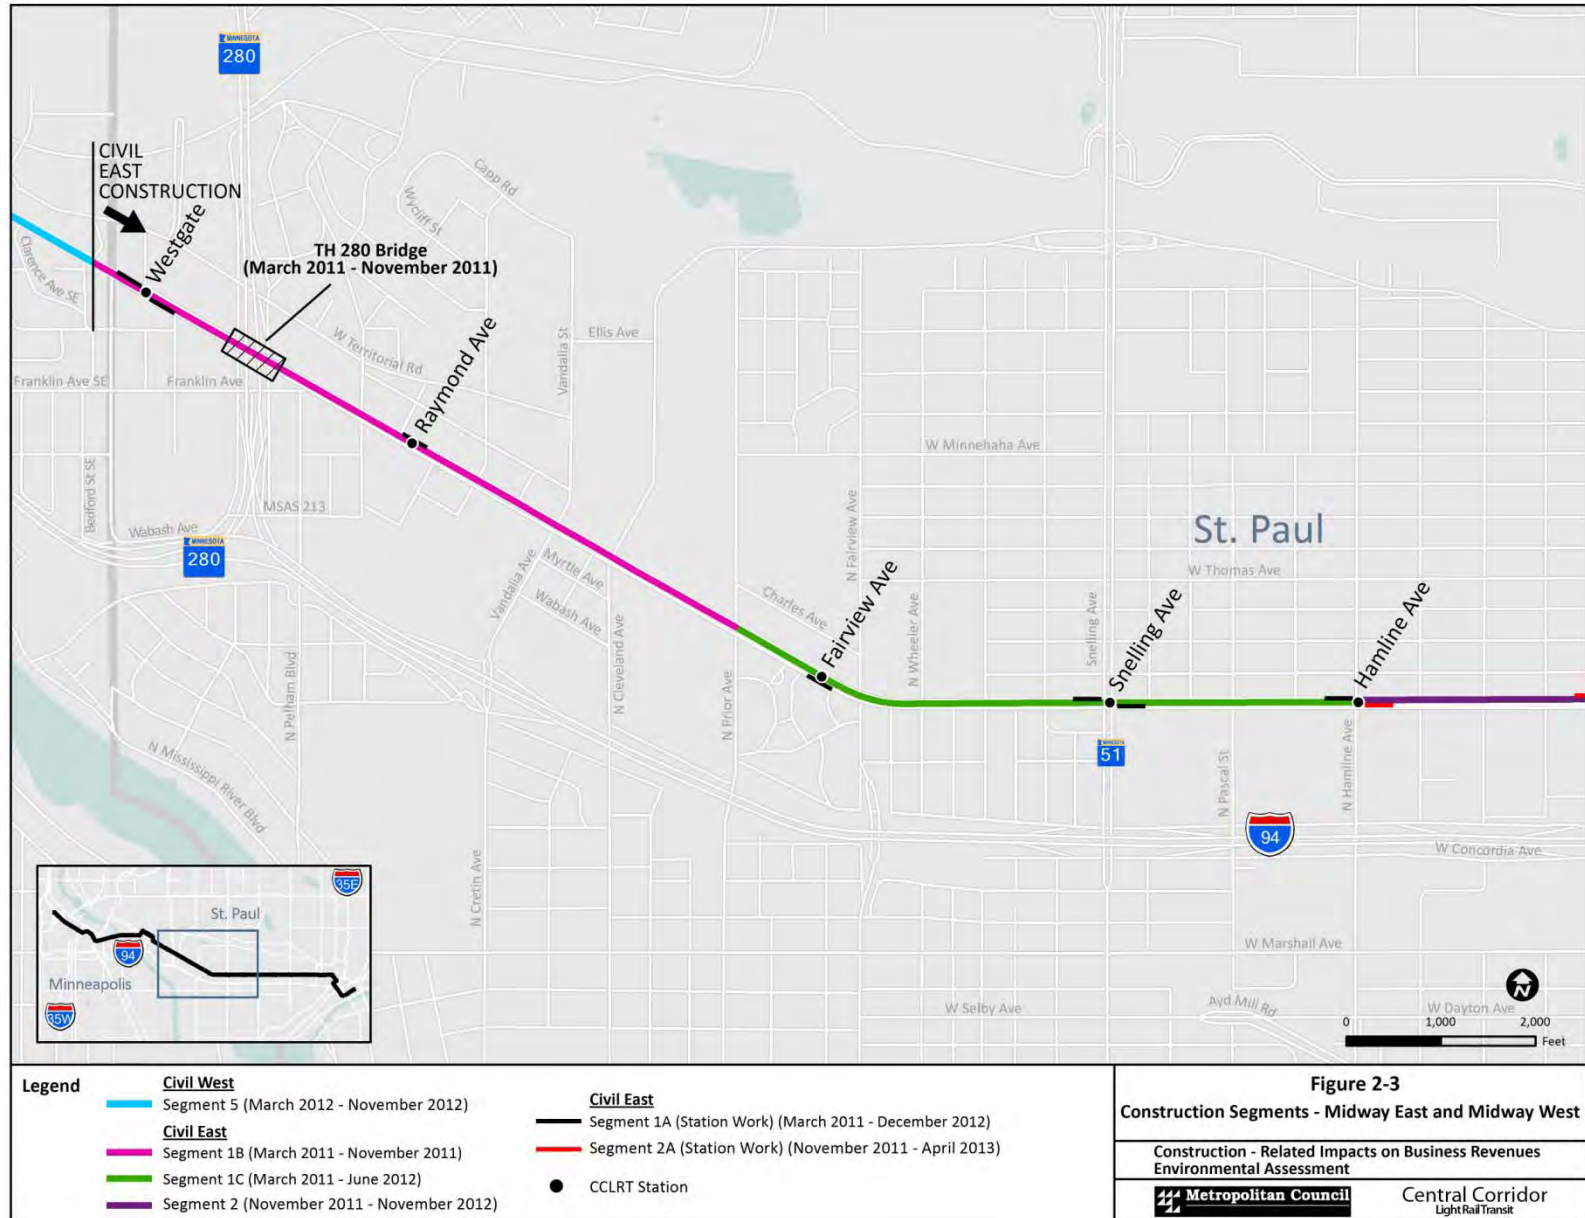 MINNESOTA
280
CIVIL
EAST
CONSTRUCTION
Westgate
Clarence Ave SE
TH 280 Bridge
(March 2011 - November 2011)
Capp Rd
Wycliff St
W Territorial Rd
Raymond Ave
Ellis Ave
Vandalia St
Franklin Ave SE
Franklin Ave
Bedford St SE
MSAS 213
Wabash Ave
MINNESOTA
280
W Minnehaha Ave
N Fairview Ave
St. Paul
W Thomas Ave
Vandalia Ave
Myrtle Ave
Wabash Ave
Charles Ave
Fairview Ave
N Wheeler Ave
Snelling Ave
Snelling Ave
Hamline Ave
N Pelham Blvd
N Cleveland Ave
N Prior Ave
N Mississippi River Blvd
MINNESOTA
51
N Pascal St
N Hamline Ave
94
W Concordia Ave
N Cretin Ave
W Marshall Ave
W Selby Ave
Ayd Mill Rd
W Dayton Ave
35E
St. Paul
94
Minneapolis
35W
N
0 1,000 2,000
Feet
Legend
Civil West
Segment 5 (March 2012 - November 2012)
Civil East
Segment 1B (March 2011 - November 2011)
Segment 1C (March 2011 - June 2012)
Segment 2 (November 2011 - November 2012)
Civil East
Segment 1A (Station Work) (March 2011 - December 2012)
Segment 2A (Station Work) (November 2011 - April 2013)
CCLRT Station
Figure 2-3
Construction Segments - Midway East and Midway West
Construction - Related Impacts on Business Revenues
Environmental Assessment
Metropolitan Council
Central Corridor
Light Rail Transit